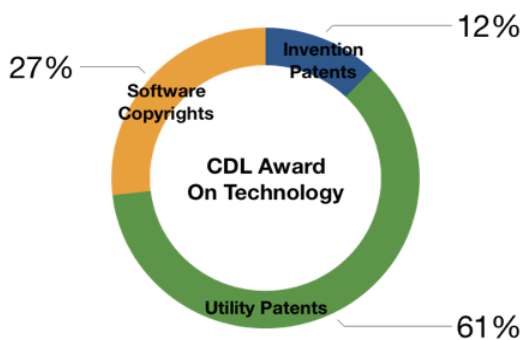 12%
Invention
Patents
27%
Software
Copyrights
CDL Award
On Technology
Utility Patents
61%